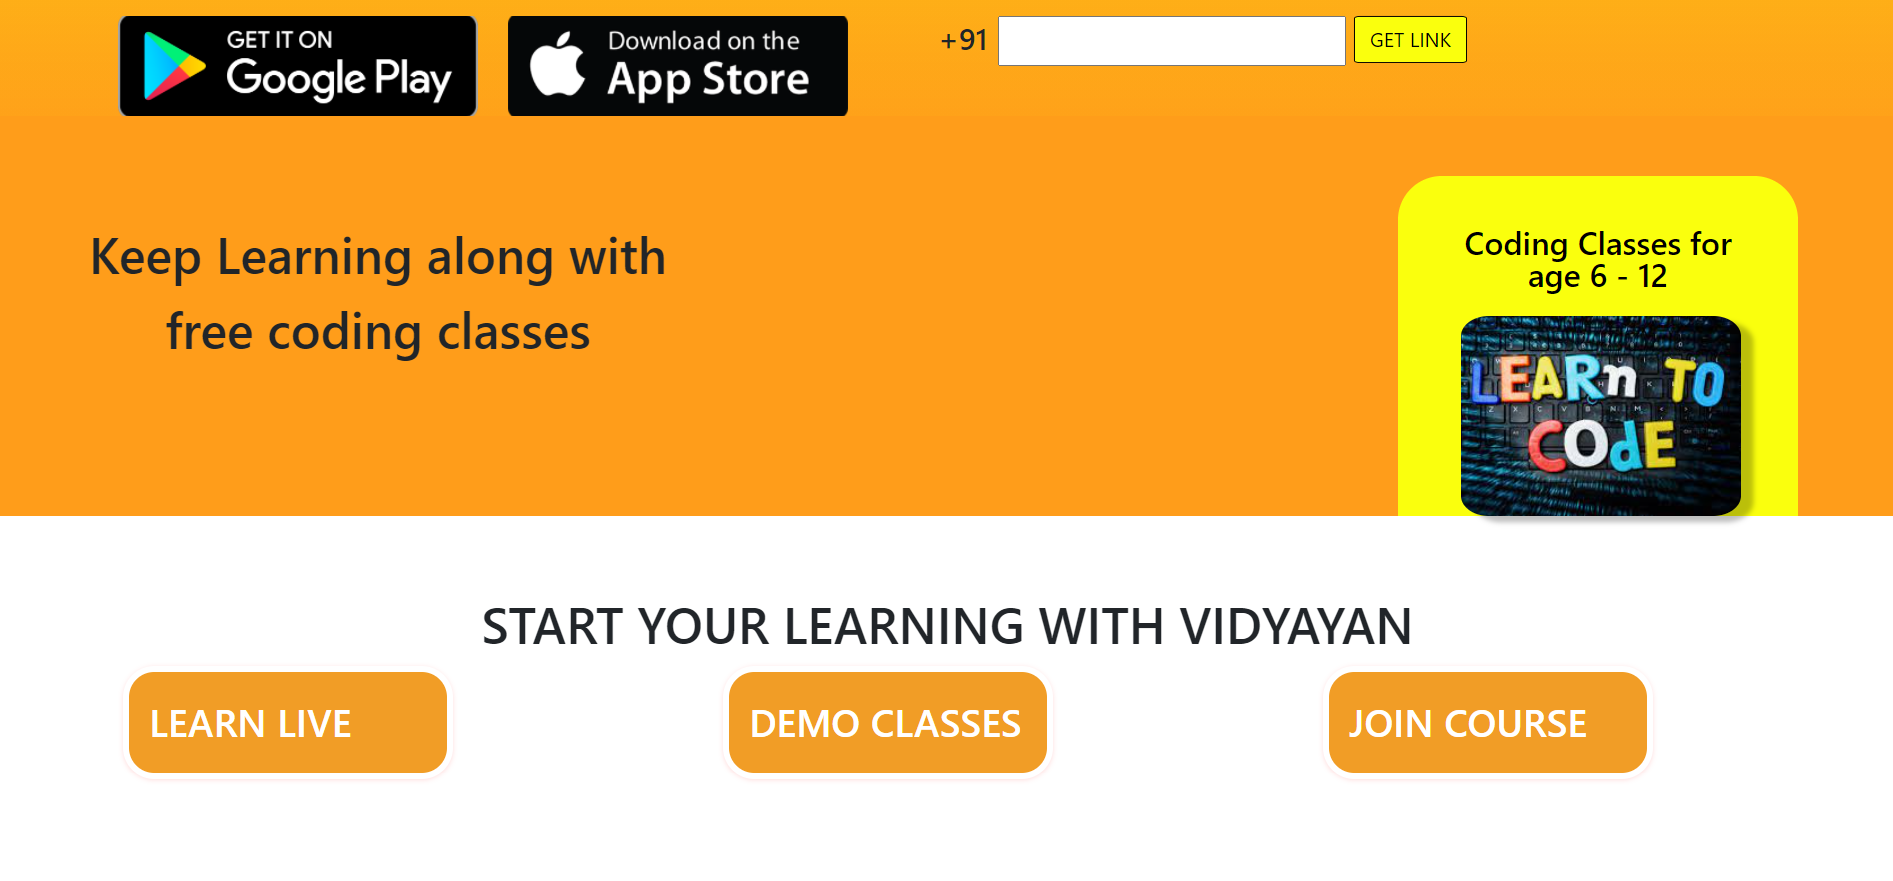 GET IT ON
Google Play
Download on the
App Store
+91
GET LINK
Keep Learning along with
free coding classes
Coding Classes for
age 6 - 12
LEARn TO
COdE
START YOUR LEARNING WITH VIDYAYAN
LEARN LIVE
DEMO CLASSES
JOIN COURSE